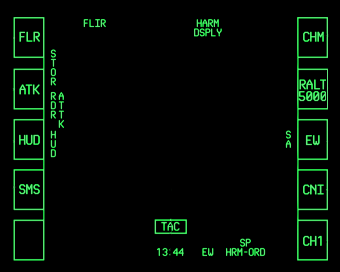 FLIR
HARM
DSPLY
FLR
CHM
STOR
ATK
RDR
ATTK
RALT
5000
HUD
HUD
SA
EW
SMS
CNI
TAC
SP
13:44 EW HRM-ORD
CH1